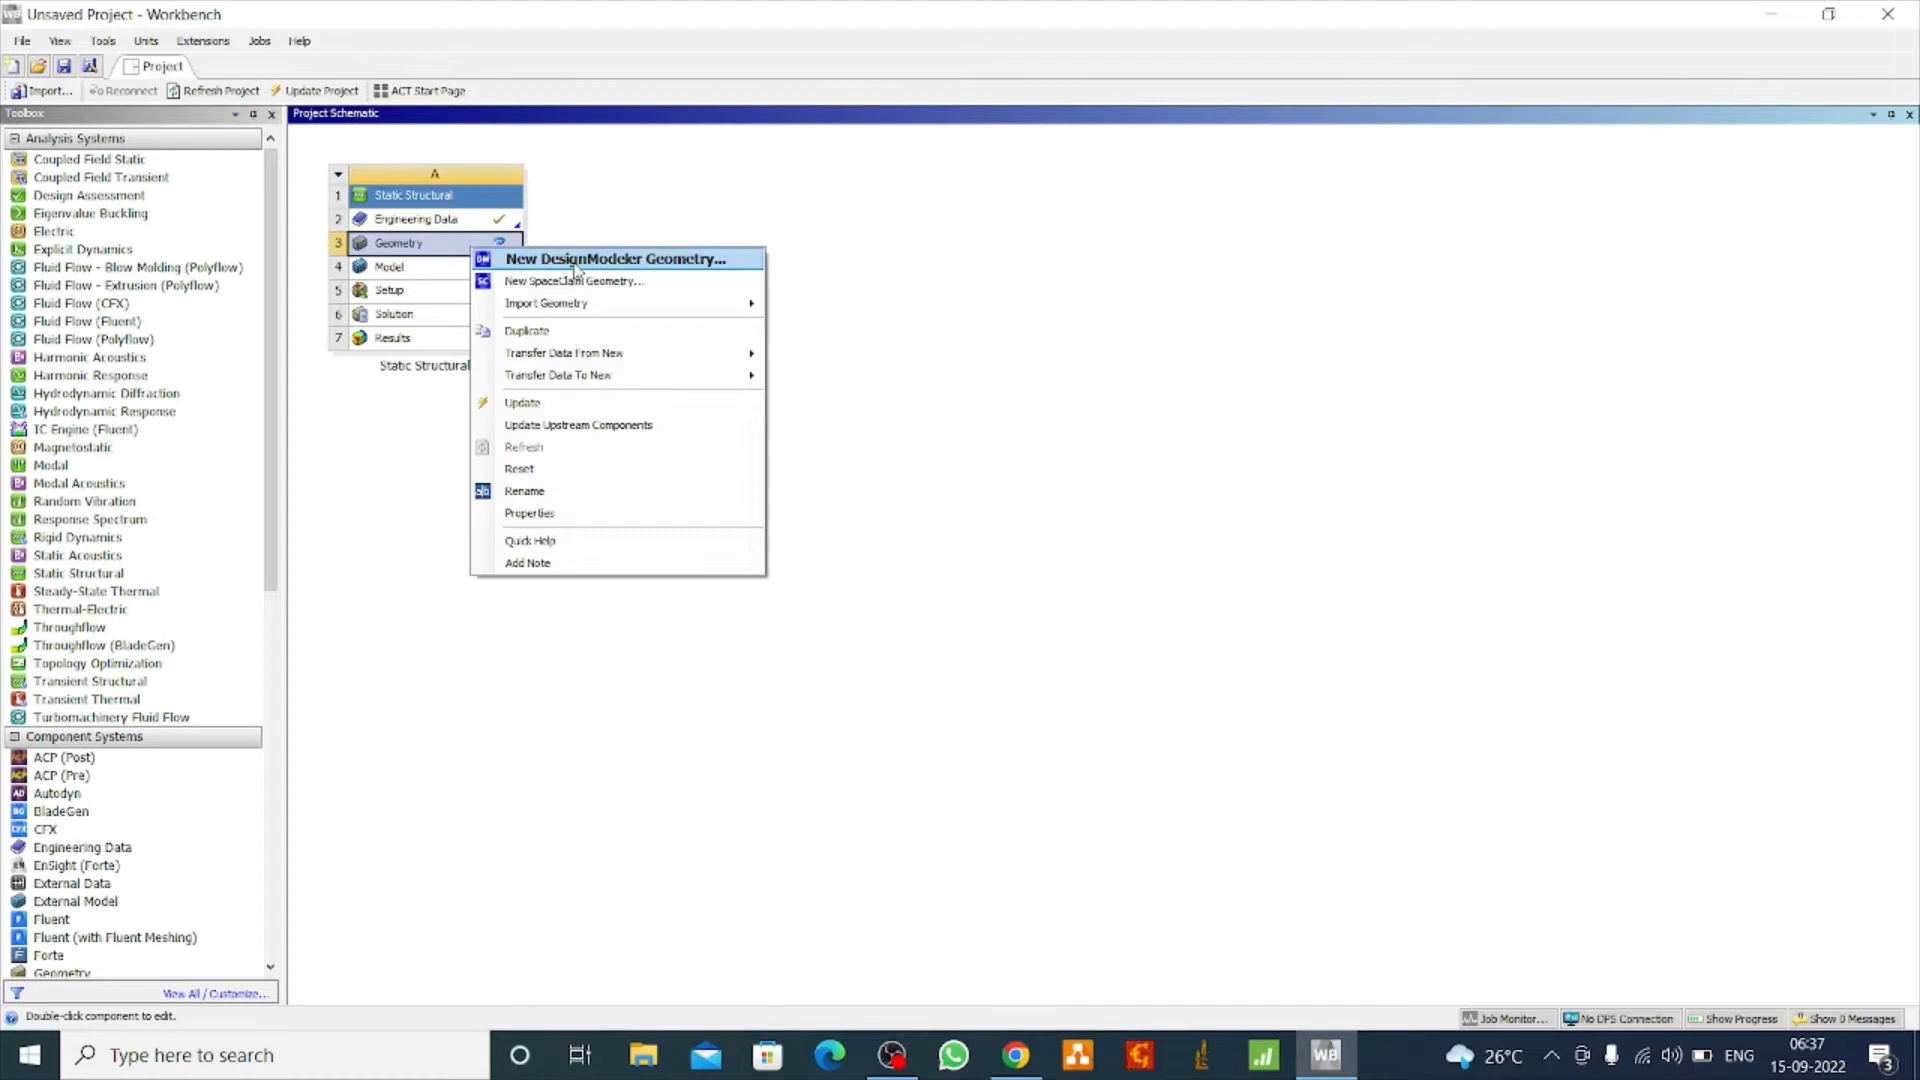 Unsaved Project - Workbench
File View Tools Units Extensions Jobs Help
Project
Import... Reconnect Refresh Project Update Project ACT Start Page
Toolbox
Analysis Systems
Coupled Field Static
Coupled Field Transient
Design Assessment
Eigenvalue Buckling
Electric
Explicit Dynamics
Fluid Flow - Blow Molding (Polyflow)
Fluid Flow - Extrusion (Polyflow)
Fluid Flow (CFX)
Fluid Flow (Fluent)
Fluid Flow (Polyflow)
Harmonic Acoustics
Harmonic Response
Hydrodynamic Diffraction
Hydrodynamic Response
IC Engine (Fluent)
Magnetostatic
Modal
Modal Acoustics
Random Vibration
Response Spectrum
Rigid Dynamics
Static Acoustics
Static Structural
Steady-State Thermal
Thermal-Electric
Throughflow
Throughflow (BladeGen)
Topology Optimization
Transient Structural
Transient Thermal
Turbomachinery Fluid Flow
Component Systems
ACP (Post)
ACP (Pre)
Autodyn
BladeGen
CFX
Engineering Data
EnSight (Forte)
External Data
External Model
Fluent
Fluent (with Fluent Meshing)
Forte
Geometry
View All / Customize...
Project Schematic
A
1 Static Structural
2 Engineering Data
3 Geometry
4 Model
5 Setup
6 Solution
7 Results
Static Structural
New DesignModeler Geometry...
New SpaceClaim Geometry...
Import Geometry
Duplicate
Transfer Data From New
Transfer Data To New
Update
Update Upstream Components
Refresh
Reset
Rename
Properties
Quick Help
Add Note
Double-click component to edit.
Job Monitor... No DPS Connection Show Progress Show 0 Messages
Type here to search
WB
26°C
ENG
06:37
15-09-2022
3